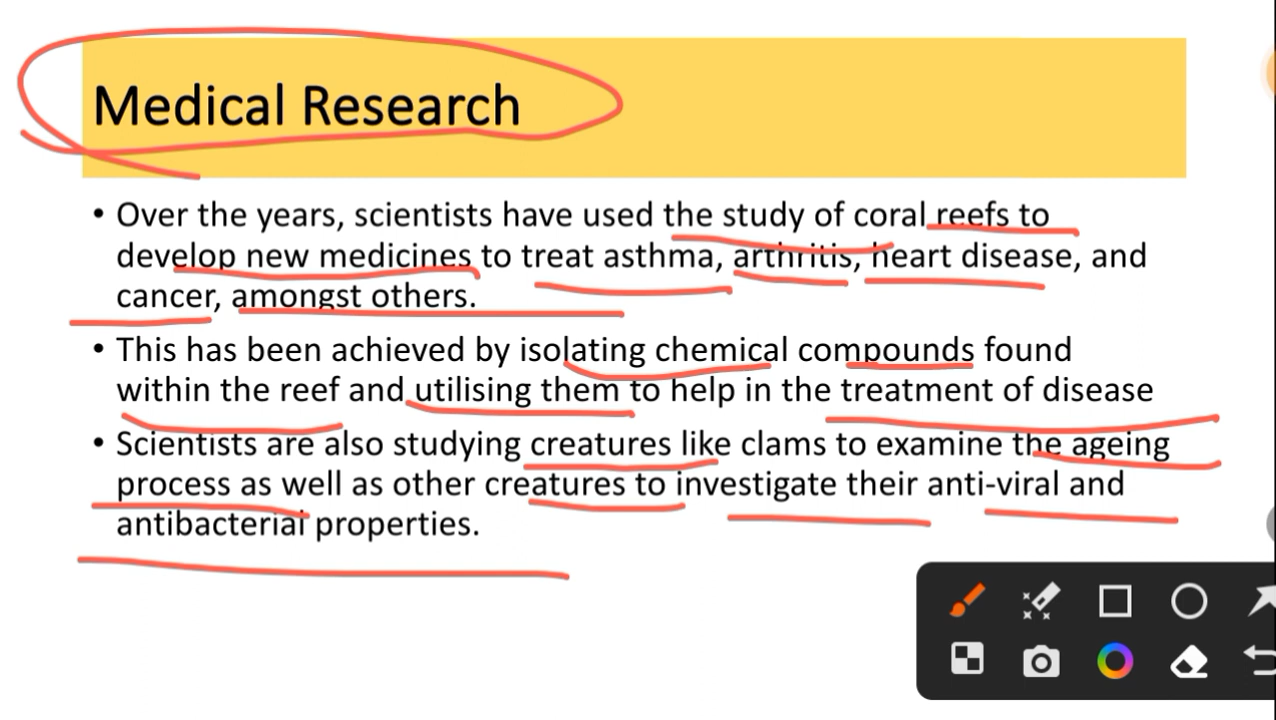 Medical Research
• Over the years, scientists have used the study of coral reefs to
develop new medicines to treat asthma, arthritis, heart disease, and
cancer, amongst others.
• This has been achieved by isolating chemical compounds found
within the reef and utilising them to help in the treatment of disease
• Scientists are also studying creatures like clams to examine the ageing
process as well as other creatures to investigate their anti-viral and
antibacterial properties.